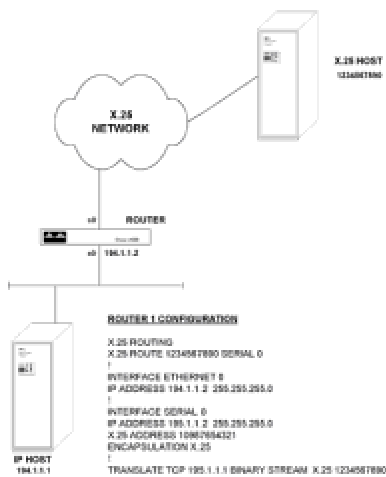 X.25 HOST
1234567890
X.25
NETWORK
s0
ROUTER
e0
194.1.1.2
ROUTER 1 CONFIGURATION
X.25 ROUTING
X.25 ROUTE 1234567890 SERIAL 0
!
INTERFACE ETHERNET 0
IP ADDRESS 194.1.1.2 255.255.255.0
!
INTERFACE SERIAL 0
IP ADDRESS 195.1.1.2 255.255.255.0
X.25 ADDRESS 10987654321
ENCAPSULATION X.25
!
TRANSLATE TCP 195.1.1.1 BINARY STREAM X.25 1234567890
IP HOST
194.1.1.1